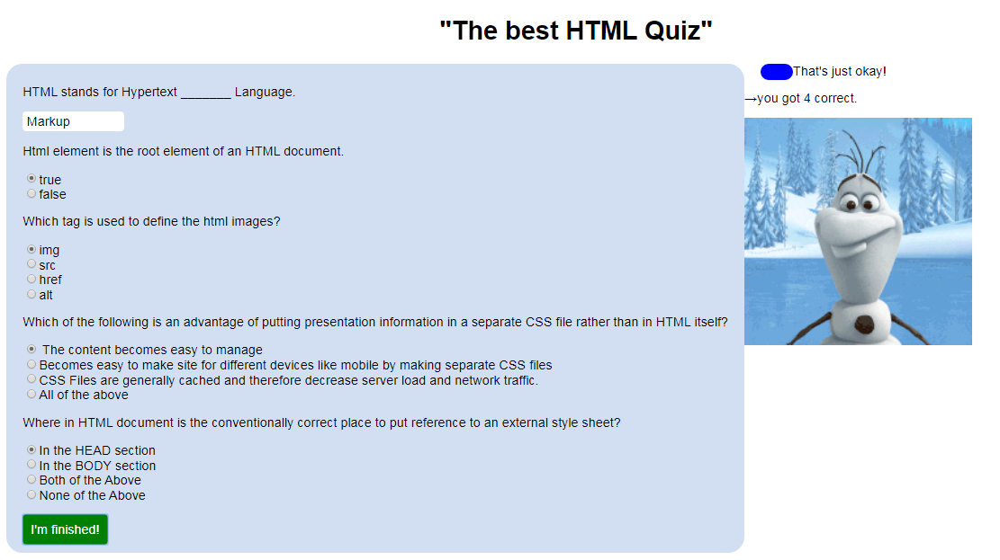 "The best HTML Quiz"
HTML stands for Hypertext _______ Language.
Markup
Html element is the root element of an HTML document.
true
false
Which tag is used to define the html images?
img
src
href
alt
Which of the following is an advantage of putting presentation information in a separate CSS file rather than in HTML itself?
The content becomes easy to manage
Becomes easy to make site for different devices like mobile by making separate CSS files
CSS Files are generally cached and therefore decrease server load and network traffic.
All of the above
Where in HTML document is the conventionally correct place to put reference to an external style sheet?
In the HEAD section
In the BODY section
Both of the Above
None of the Above
I'm finished!
That's just okay!
→you got 4 correct.